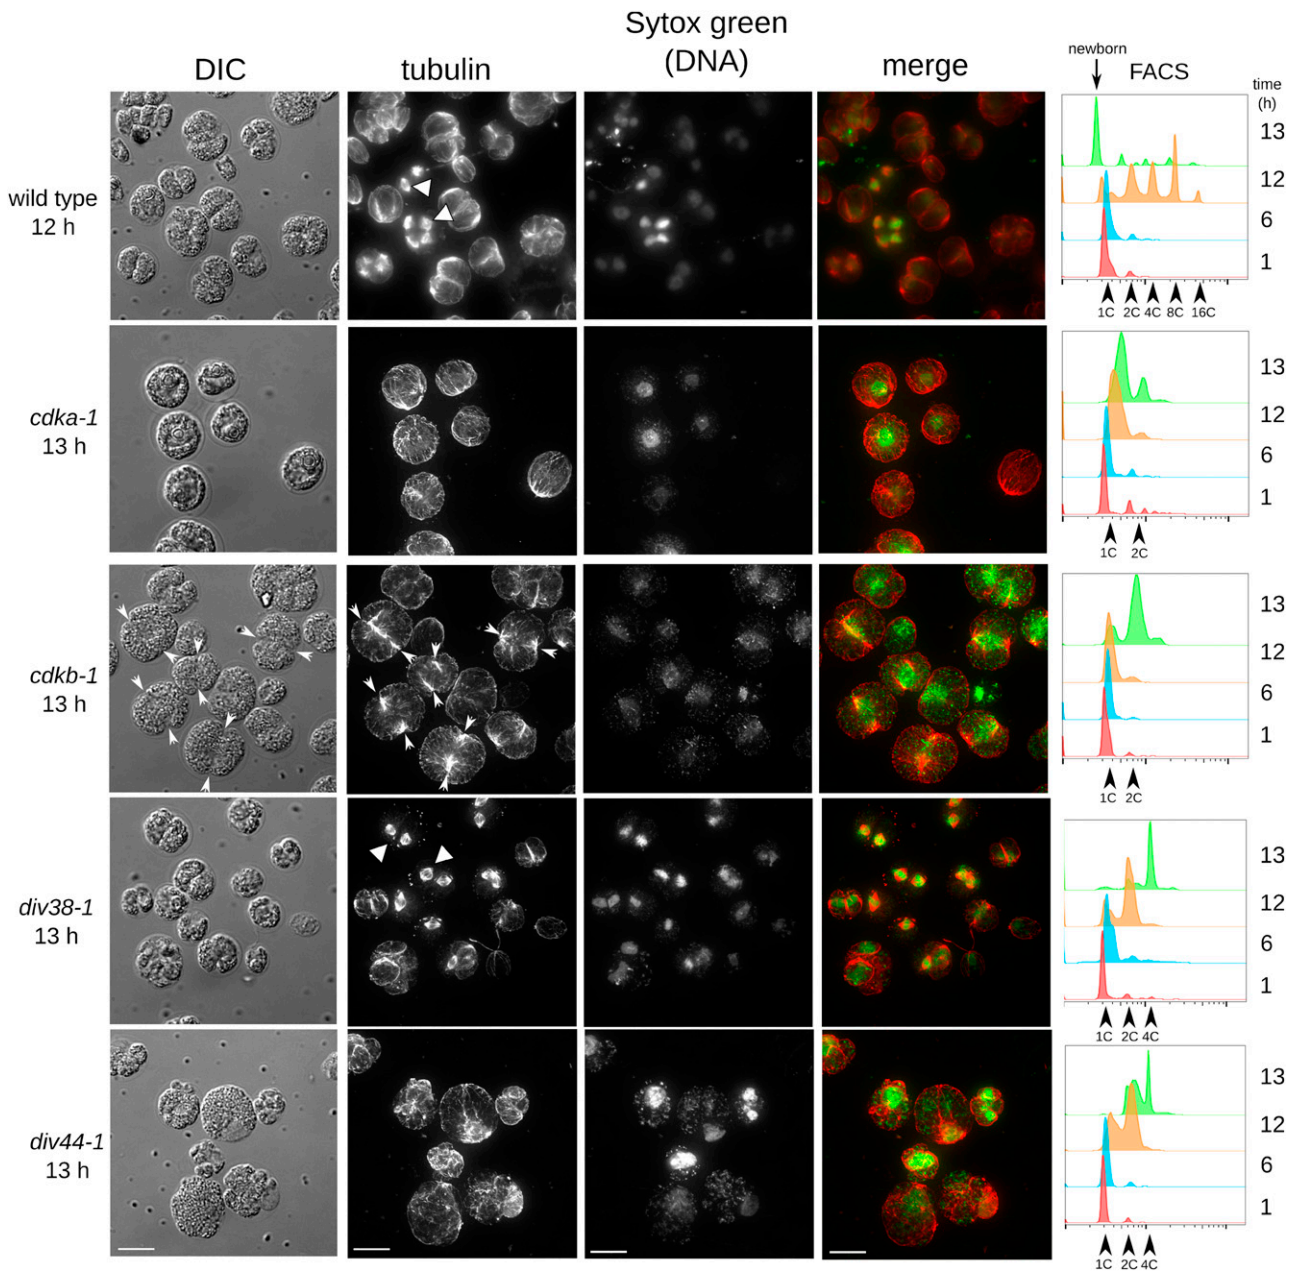 Sytox green
DIC tubulin (DNA) merge
newborn FACS
time
(h)
wild type
12 h
13
12
6
1
1C 2C 4C 8C 16C
cdka-1
13 h
13
12
6
1
1C 2C
cdkb-1
13 h
13
12
6
1
1C 2C
div38-1
13 h
13
12
6
1
1C 2C 4C
div44-1
13 h
13
12
6
1
1C 2C 4C